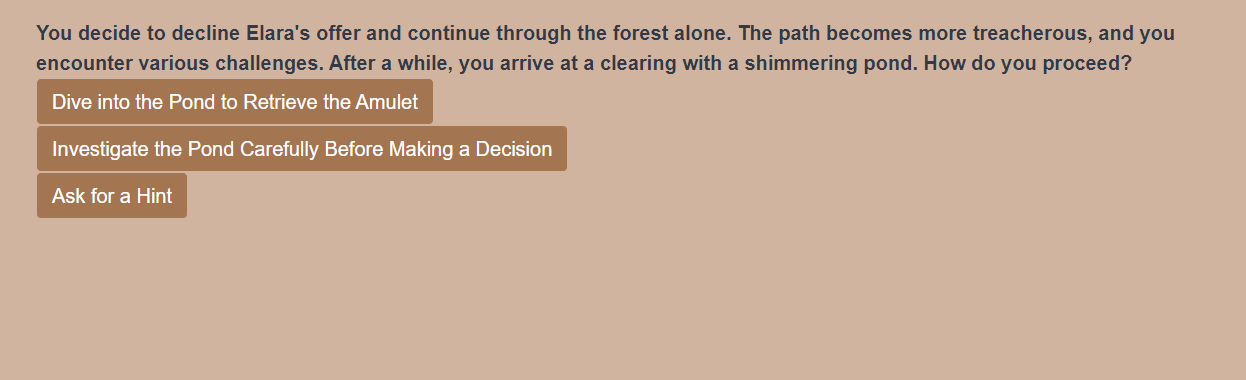 You decide to decline Elara's offer and continue through the forest alone. The path becomes more treacherous, and you
encounter various challenges. After a while, you arrive at a clearing with a shimmering pond. How do you proceed?
Dive into the Pond to Retrieve the Amulet
Investigate the Pond Carefully Before Making a Decision
Ask for a Hint